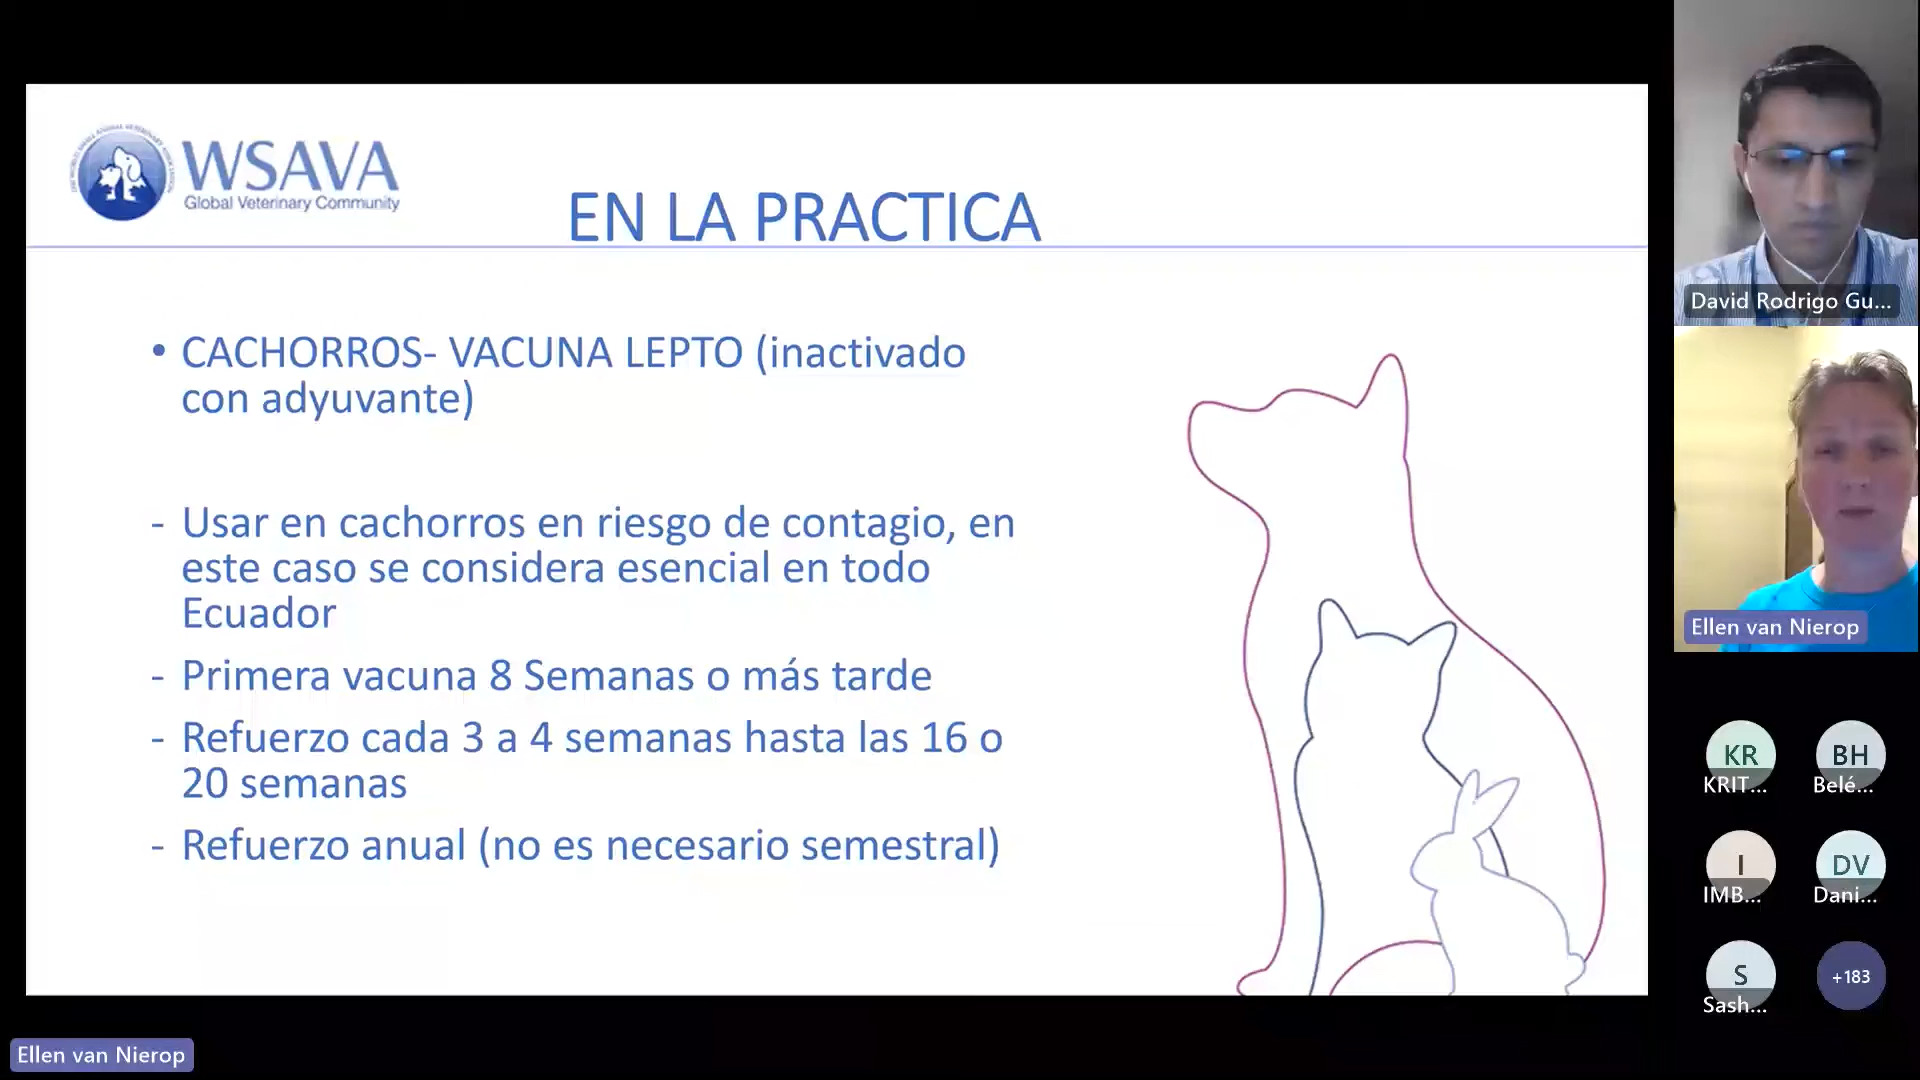 WSAVA
Global Veterinary Community
EN LA PRACTICA
• CACHORROS- VACUNA LEPTO (inactivado
con adyuvante)
- Usar en cachorros en riesgo de contagio, en
este caso se considera esencial en todo
Ecuador
- Primera vacuna 8 Semanas o más tarde
- Refuerzo cada 3 a 4 semanas hasta las 16 o
20 semanas
- Refuerzo anual (no es necesario semestral)
David Rodrigo Gu...
Ellen van Nierop
KR
KRIT...
BH
Belé...
I
IMB...
DV
Dani...
S
Sash...
+183
Ellen van Nierop